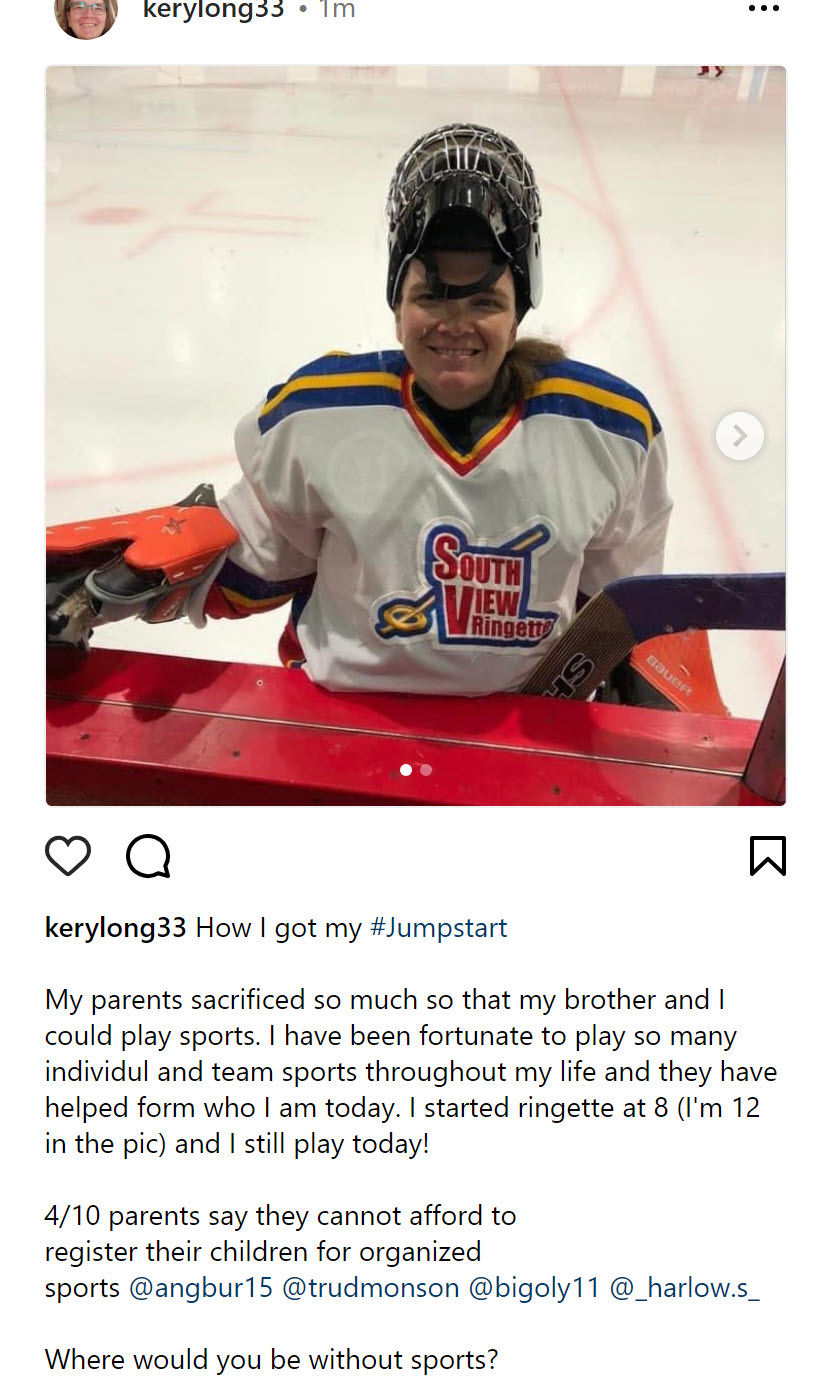 kerylong33 • 1m
SOUTH
VIEW
Ringette
HS
BAUER
kerylong33 How I got my #Jumpstart
My parents sacrificed so much so that my brother and I
could play sports. I have been fortunate to play so many
individul and team sports throughout my life and they have
helped form who I am today. I started ringette at 8 (I'm 12
in the pic) and I still play today!
4/10 parents say they cannot afford to
register their children for organized
sports @angbur15 @trudmonson @bigoly11 @_harlow.s_
Where would you be without sports?